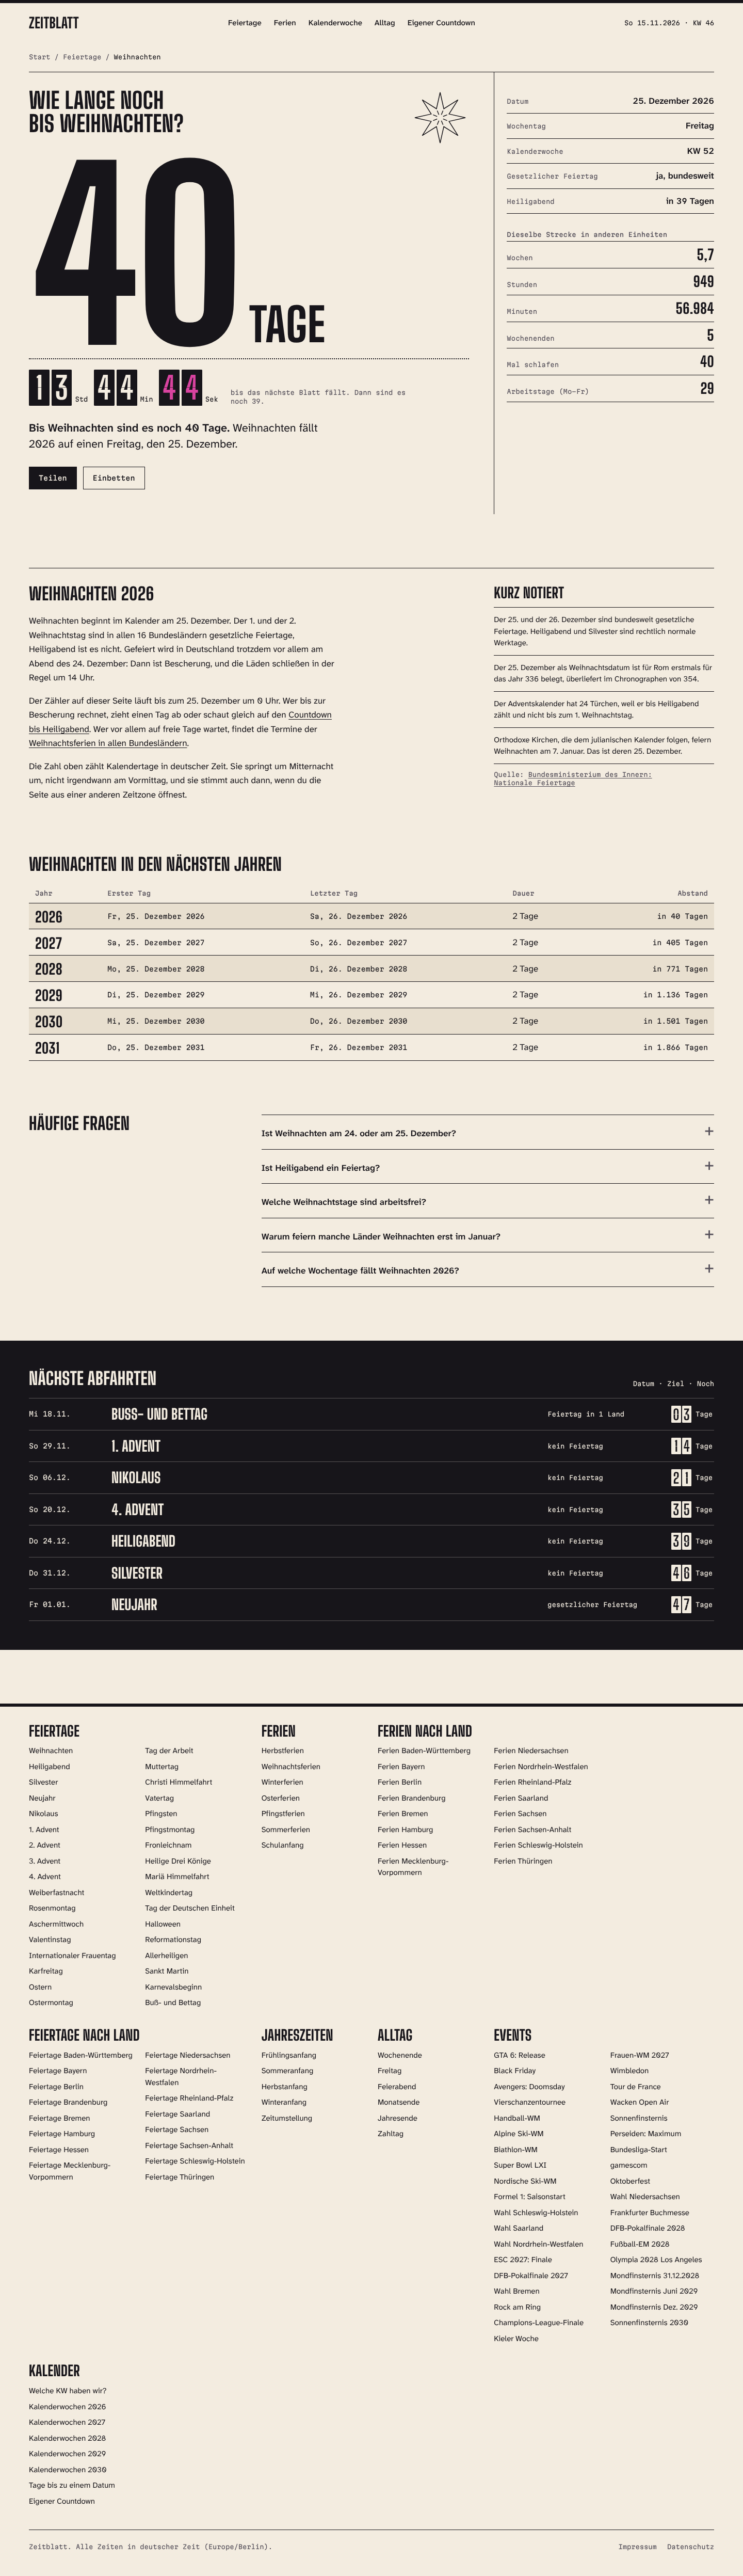 ZEITBLATT
Feiertage Ferien Kalenderwoche Alltag Eigener Countdown
So 15.11.2026 · KW 46
Start / Feiertage / Weihnachten
WIE LANGE NOCH
BIS WEIHNACHTEN?
40 TAGE
13 Std 44 Min 44 Sek
bis das nächste Blatt fällt. Dann sind es
noch 39.
Bis Weihnachten sind es noch 40 Tage. Weihnachten fällt
2026 auf einen Freitag, den 25. Dezember.
Teilen Einbetten
Datum 25. Dezember 2026
Wochentag Freitag
Kalenderwoche KW 52
Gesetzlicher Feiertag ja, bundesweit
Heiligabend in 39 Tagen
Dieselbe Strecke in anderen Einheiten
Wochen 5,7
Stunden 949
Minuten 56.984
Wochenenden 5
Mal schlafen 40
Arbeitstage (Mo–Fr) 29
WEIHNACHTEN 2026
Weihnachten beginnt im Kalender am 25. Dezember. Der 1. und der 2.
Weihnachtstag sind in allen 16 Bundesländern gesetzliche Feiertage,
Heiligabend ist es nicht. Gefeiert wird in Deutschland trotzdem vor allem am
Abend des 24. Dezember: Dann ist Bescherung, und die Läden schließen in der
Regel um 14 Uhr.
Der Zähler auf dieser Seite läuft bis zum 25. Dezember um 0 Uhr. Wer bis zur
Bescherung rechnet, zieht einen Tag ab oder schaut gleich auf den Countdown
bis Heiligabend. Wer vor allem auf freie Tage wartet, findet die Termine der
Weihnachtsferien in allen Bundesländern.
Die Zahl oben zählt Kalendertage in deutscher Zeit. Sie springt um Mitternacht
um, nicht irgendwann am Vormittag, und sie stimmt auch dann, wenn du die
Seite aus einer anderen Zeitzone öffnest.
KURZ NOTIERT
Der 25. und der 26. Dezember sind bundesweit gesetzliche
Feiertage. Heiligabend und Silvester sind rechtlich normale
Werktage.
Der 25. Dezember als Weihnachtsdatum ist für Rom erstmals für
das Jahr 336 belegt, überliefert im Chronographen von 354.
Der Adventskalender hat 24 Türchen, weil er bis Heiligabend
zählt und nicht bis zum 1. Weihnachtstag.
Orthodoxe Kirchen, die dem julianischen Kalender folgen, feiern
Weihnachten am 7. Januar. Das ist deren 25. Dezember.
Quelle: Bundesministerium des Innern:
Nationale Feiertage
WEIHNACHTEN IN DEN NÄCHSTEN JAHREN
Jahr Erster Tag Letzter Tag Dauer Abstand
2026 Fr, 25. Dezember 2026 Sa, 26. Dezember 2026 2 Tage in 40 Tagen
2027 Sa, 25. Dezember 2027 So, 26. Dezember 2027 2 Tage in 405 Tagen
2028 Mo, 25. Dezember 2028 Di, 26. Dezember 2028 2 Tage in 771 Tagen
2029 Di, 25. Dezember 2029 Mi, 26. Dezember 2029 2 Tage in 1.136 Tagen
2030 Mi, 25. Dezember 2030 Do, 26. Dezember 2030 2 Tage in 1.501 Tagen
2031 Do, 25. Dezember 2031 Fr, 26. Dezember 2031 2 Tage in 1.866 Tagen
HÄUFIGE FRAGEN
Ist Weihnachten am 24. oder am 25. Dezember? +
Ist Heiligabend ein Feiertag? +
Welche Weihnachtstage sind arbeitsfrei? +
Warum feiern manche Länder Weihnachten erst im Januar? +
Auf welche Wochentage fällt Weihnachten 2026? +
NÄCHSTE ABFAHRTEN
Datum · Ziel · Noch
Mi 18.11. BUSS- UND BETTAG Feiertag in 1 Land 03 Tage
So 29.11. 1. ADVENT kein Feiertag 14 Tage
So 06.12. NIKOLAUS kein Feiertag 21 Tage
So 20.12. 4. ADVENT kein Feiertag 35 Tage
Do 24.12. HEILIGABEND kein Feiertag 39 Tage
Do 31.12. SILVESTER kein Feiertag 46 Tage
Fr 01.01. NEUJAHR gesetzlicher Feiertag 47 Tage
FEIERTAGE
Weihnachten
Heiligabend
Silvester
Neujahr
Nikolaus
1. Advent
2. Advent
3. Advent
4. Advent
Weiberfastnacht
Rosenmontag
Aschermittwoch
Valentinstag
Internationaler Frauentag
Karfreitag
Ostern
Ostermontag
Tag der Arbeit
Muttertag
Christi Himmelfahrt
Vatertag
Pfingsten
Pfingstmontag
Fronleichnam
Heilige Drei Könige
Mariä Himmelfahrt
Weltkindertag
Tag der Deutschen Einheit
Halloween
Reformationstag
Allerheiligen
Sankt Martin
Karnevalsbeginn
Buß- und Bettag
FERIEN
Herbstferien
Weihnachtsferien
Winterferien
Osterferien
Pfingstferien
Sommerferien
Schulanfang
FERIEN NACH LAND
Ferien Baden-Württemberg
Ferien Bayern
Ferien Berlin
Ferien Brandenburg
Ferien Bremen
Ferien Hamburg
Ferien Hessen
Ferien Mecklenburg-
Vorpommern
Ferien Niedersachsen
Ferien Nordrhein-Westfalen
Ferien Rheinland-Pfalz
Ferien Saarland
Ferien Sachsen
Ferien Sachsen-Anhalt
Ferien Schleswig-Holstein
Ferien Thüringen
FEIERTAGE NACH LAND
Feiertage Baden-Württemberg
Feiertage Bayern
Feiertage Berlin
Feiertage Brandenburg
Feiertage Bremen
Feiertage Hamburg
Feiertage Hessen
Feiertage Mecklenburg-
Vorpommern
Feiertage Niedersachsen
Feiertage Nordrhein-
Westfalen
Feiertage Rheinland-Pfalz
Feiertage Saarland
Feiertage Sachsen
Feiertage Sachsen-Anhalt
Feiertage Schleswig-Holstein
Feiertage Thüringen
JAHRESZEITEN
Frühlingsanfang
Sommeranfang
Herbstanfang
Winteranfang
Zeitumstellung
ALLTAG
Wochenende
Freitag
Feierabend
Monatsende
Jahresende
Zahltag
EVENTS
GTA 6: Release
Black Friday
Avengers: Doomsday
Vierschanzentournee
Handball-WM
Alpine Ski-WM
Biathlon-WM
Super Bowl LXI
Nordische Ski-WM
Formel 1: Saisonstart
Wahl Schleswig-Holstein
Wahl Saarland
Wahl Nordrhein-Westfalen
ESC 2027: Finale
DFB-Pokalfinale 2027
Wahl Bremen
Rock am Ring
Champions-League-Finale
Kieler Woche
Frauen-WM 2027
Wimbledon
Tour de France
Wacken Open Air
Sonnenfinsternis
Perseiden: Maximum
Bundesliga-Start
gamescom
Oktoberfest
Wahl Niedersachsen
Frankfurter Buchmesse
DFB-Pokalfinale 2028
Fußball-EM 2028
Olympia 2028 Los Angeles
Mondfinsternis 31.12.2028
Mondfinsternis Juni 2029
Mondfinsternis Dez. 2029
Sonnenfinsternis 2030
KALENDER
Welche KW haben wir?
Kalenderwochen 2026
Kalenderwochen 2027
Kalenderwochen 2028
Kalenderwochen 2029
Kalenderwochen 2030
Tage bis zu einem Datum
Eigener Countdown
Zeitblatt. Alle Zeiten in deutscher Zeit (Europe/Berlin).
Impressum Datenschutz